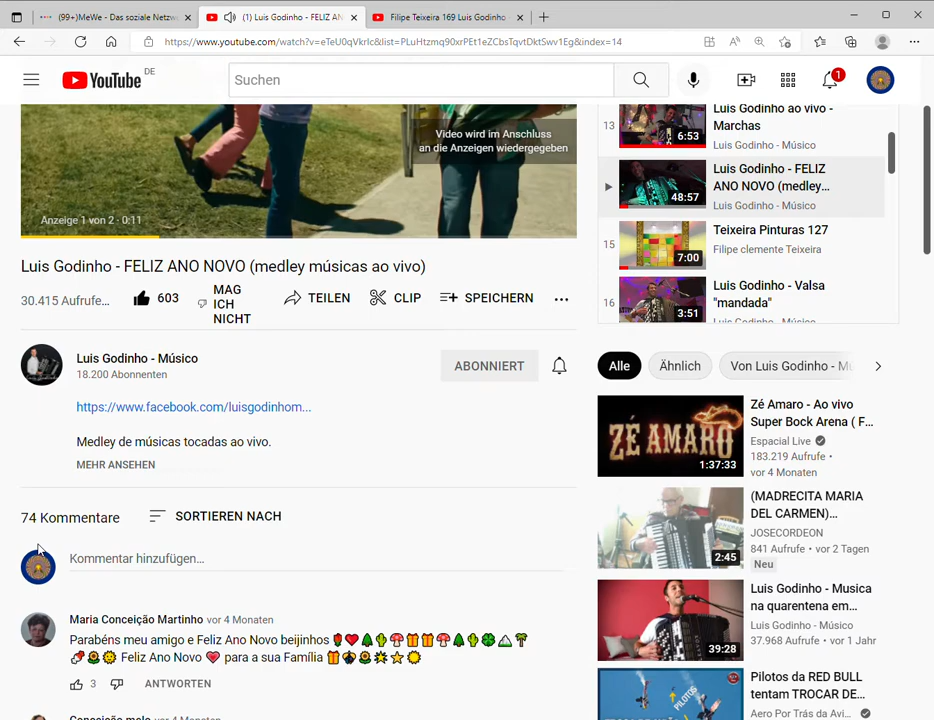 (99+)MeWe - Das soziale Netzw
(1) Luis Godinho - FELIZ AN
Filipe Teixeira 169 Luis Godinho
https://www.youtube.com/watch?v=eTeU0qVkrIc&list=PLuHtzmq90xrPEt1eZCbsTqvtDktSwv1Eg&index=14
YouTube DE
Suchen
1
Video wird im Anschluss
an die Anzeigen wiedergegeben
Anzeige 1 von 2 · 0:11
Luis Godinho - FELIZ ANO NOVO (medley músicas ao vivo)
30.415 Aufrufe...
603
MAG
ICH
NICHT
TEILEN
CLIP
SPEICHERN
Luis Godinho - Músico
18.200 Abonnenten
ABONNIERT
https://www.facebook.com/luisgodinhom...
Medley de músicas tocadas ao vivo.
MEHR ANSEHEN
74 Kommentare
SORTIEREN NACH
Kommentar hinzufügen...
Maria Conceição Martinho vor 4 Monaten
Parabéns meu amigo e Feliz Ano Novo beijinhos
Feliz Ano Novo para a sua Família
3
ANTWORTEN
Conceição melo vor 4 Monaten
13
6:53
Luis Godinho ao vivo -
Marchas
Luis Godinho - Músico
48:57
Luis Godinho - FELIZ
ANO NOVO (medley...
Luis Godinho - Músico
15
7:00
Teixeira Pinturas 127
Filipe clemente Teixeira
16
3:51
Luis Godinho - Valsa
"mandada"
Luis Godinho - Músico
Alle
Ähnlich
Von Luis Godinho - Mú
ZÉ AMARO
1:37:33
Zé Amaro - Ao vivo
Super Bock Arena ( F...
Espacial Live
183.219 Aufrufe •
vor 4 Monaten
2:45
(MADRECITA MARIA
DEL CARMEN)...
JOSECORDEON
841 Aufrufe • vor 2 Tagen
Neu
39:28
Luis Godinho - Musica
na quarentena em...
Luis Godinho - Músico
37.968 Aufrufe • vor 1 Jahr
PILOTOS
Pilotos da RED BULL
tentam TROCAR DE...
Aero Por Trás da Avi...